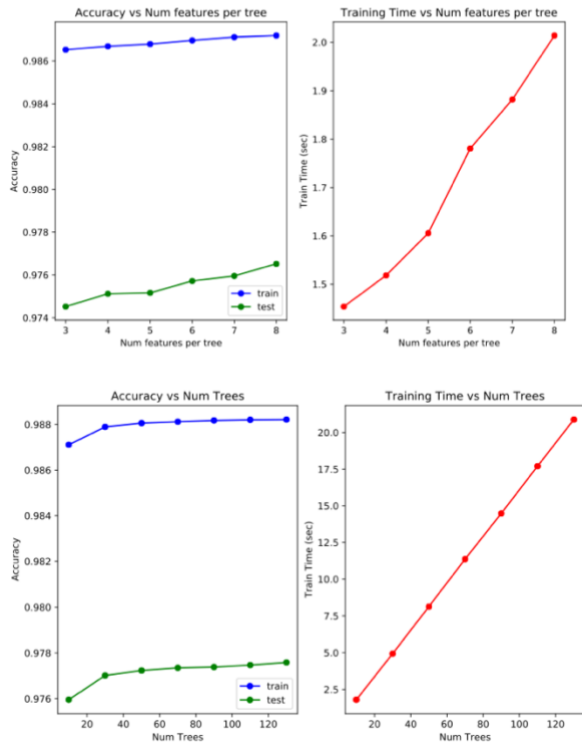 Accuracy vs Num features per tree
0.986
0.984
0.982
0.980
0.978
0.976
0.974
Accuracy
train
test
3 4 5 6 7 8
Num features per tree
Training Time vs Num features per tree
2.0
1.9
1.8
1.7
1.6
1.5
Train Time (sec)
3 4 5 6 7 8
Num features per tree
Accuracy vs Num Trees
0.988
0.986
0.984
0.982
0.980
0.978
0.976
Accuracy
train
test
20 40 60 80 100 120
Num Trees
Training Time vs Num Trees
20.0
17.5
15.0
12.5
10.0
7.5
5.0
2.5
Train Time (sec)
20 40 60 80 100 120
Num Trees